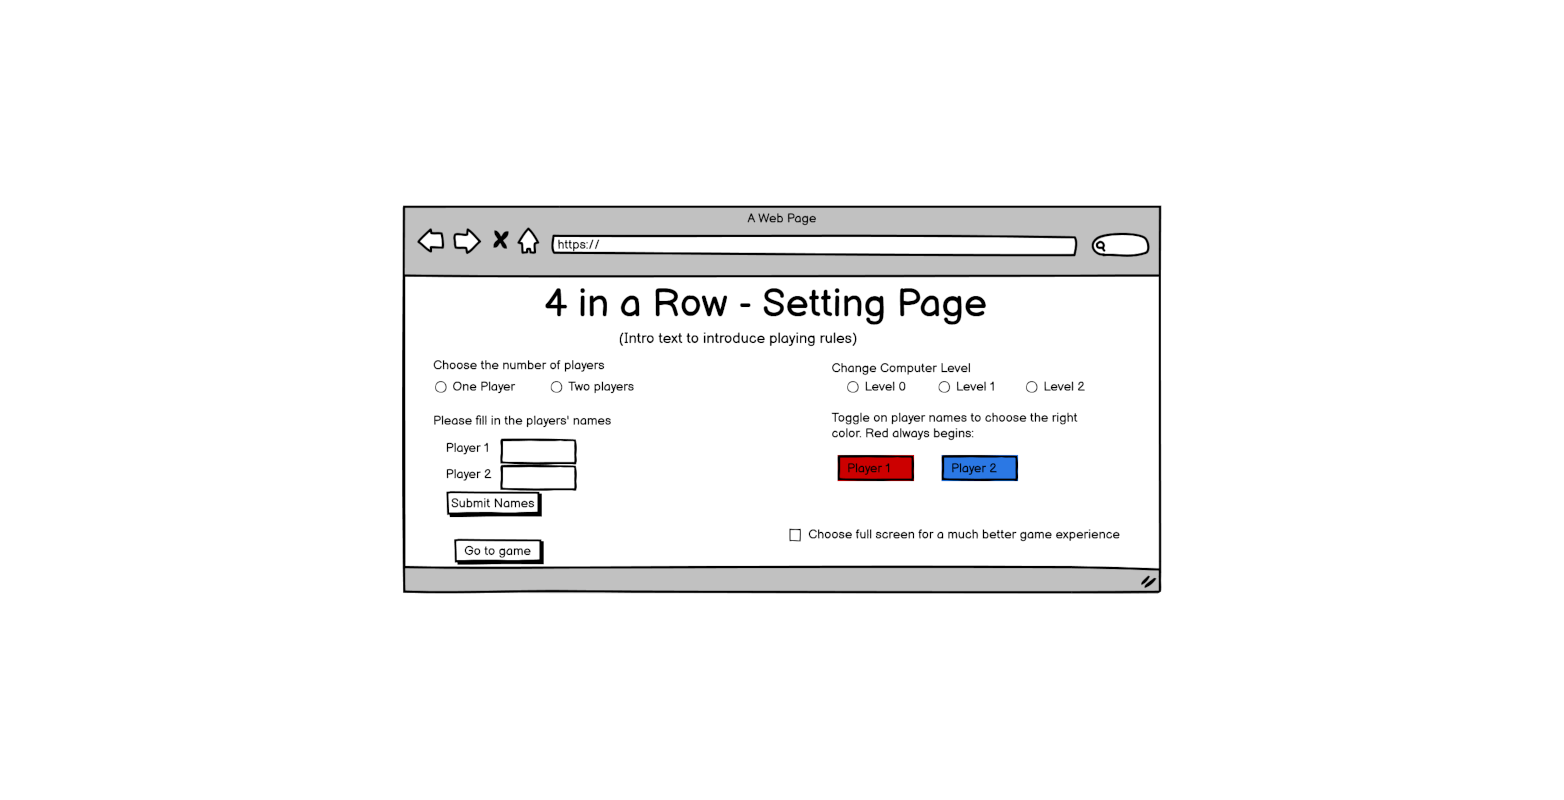 A Web Page
https://
4 in a Row - Setting Page
(Intro text to introduce playing rules)
Choose the number of players
One Player
Two players
Please fill in the players' names
Player 1
Player 2
Submit Names
Go to game
Change Computer Level
Level 0
Level 1
Level 2
Toggle on player names to choose the right
color. Red always begins:
Player 1
Player 2
Choose full screen for a much better game experience